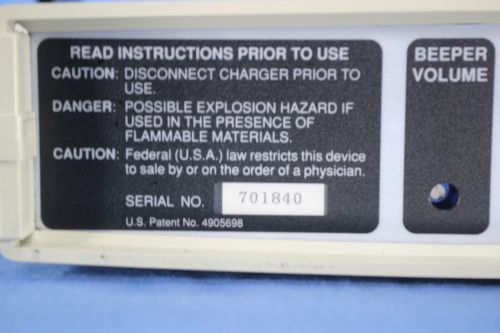 READ INSTRUCTIONS PRIOR TO USE
CAUTION: DISCONNECT CHARGER PRIOR TO
USE.
DANGER: POSSIBLE EXPLOSION HAZARD IF
USED IN THE PRESENCE OF
FLAMMABLE MATERIALS.
CAUTION: Federal (U.S.A.) law restricts this device
to sale by or on the order of a physician.
SERIAL NO. 701840
U.S. Patent No. 4905698
BEEPER
VOLUME